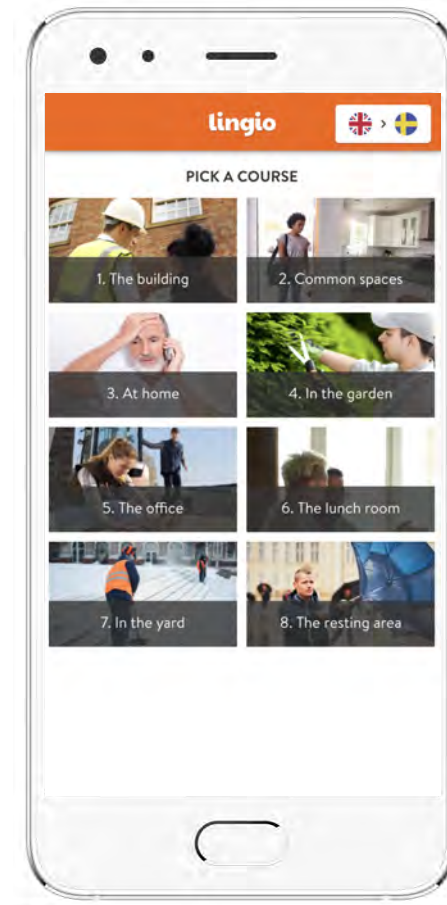 lingio
PICK A COURSE
1. The building
2. Common spaces
3. At home
4. In the garden
5. The office
6. The lunch room
7. In the yard
8. The resting area